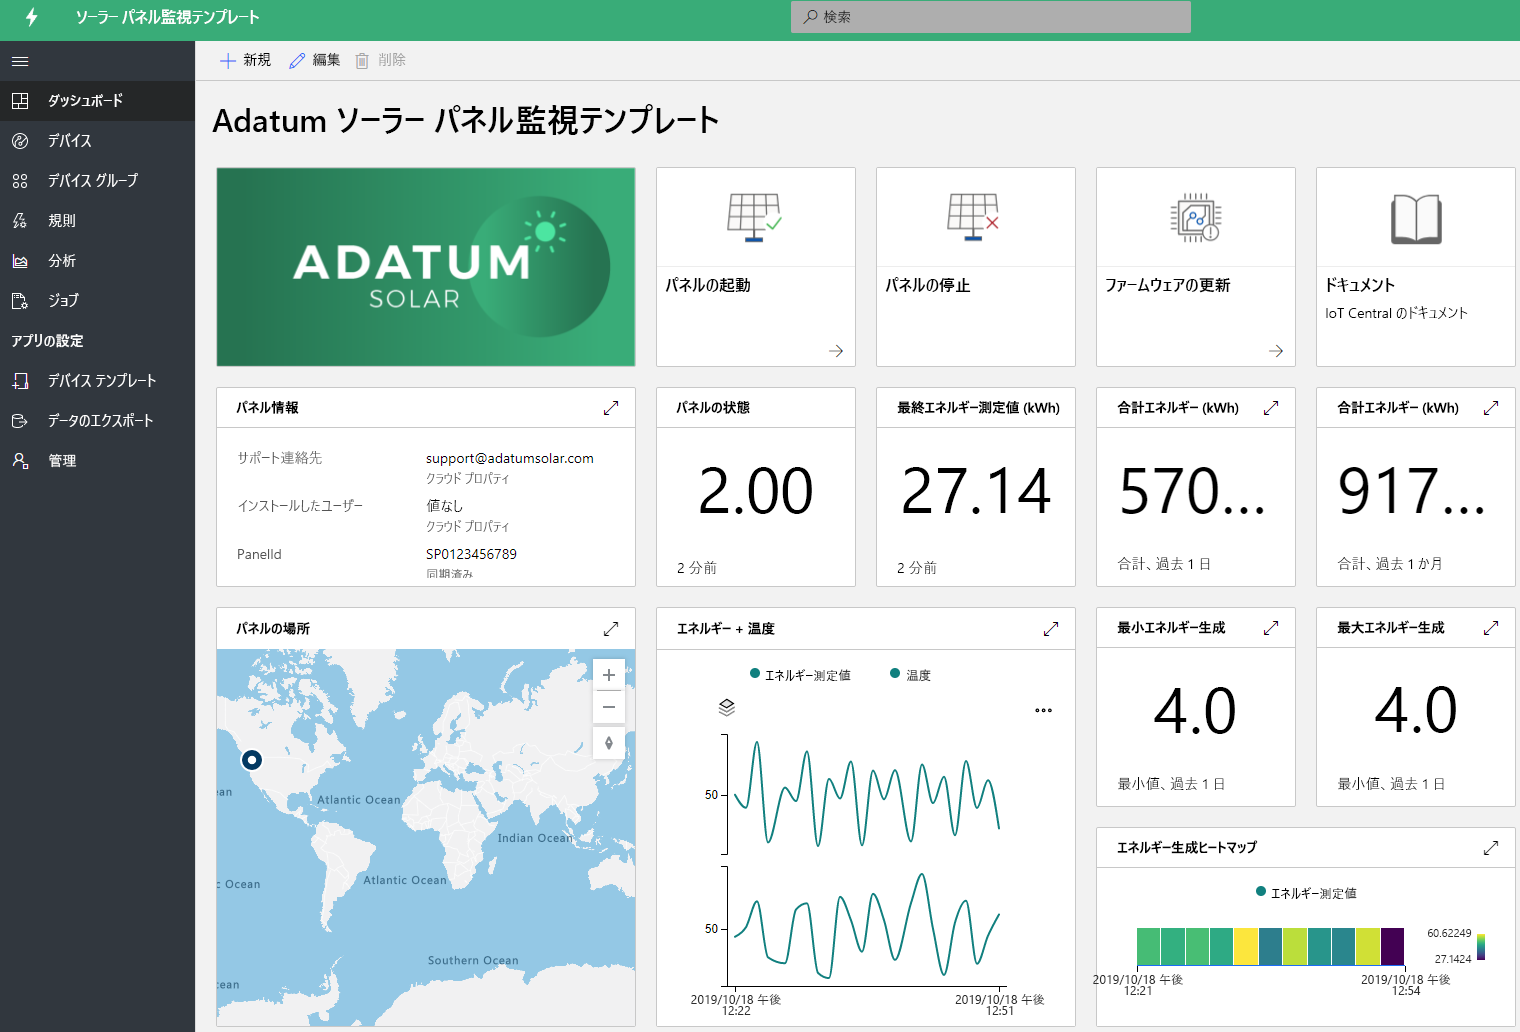 ソーラー パネル監視テンプレート
検索
新規
編集
削除
ダッシュボード
デバイス
デバイス グループ
規則
分析
ジョブ
アプリの設定
デバイス テンプレート
データのエクスポート
管理
Adatum ソーラー パネル監視テンプレート
ADATUM
SOLAR
パネルの起動
パネルの停止
ファームウェアの更新
ドキュメント
IoT Central のドキュメント
パネル情報
サポート連絡先
support@adatumsolar.com
クラウド プロパティ
インストールしたユーザー
値なし
クラウド プロパティ
PanelId
SP0123456789
同期済み
パネルの状態
2.00
2 分前
最終エネルギー測定値 (kWh)
27.14
2 分前
合計エネルギー (kWh)
570...
合計、過去 1 日
合計エネルギー (kWh)
917...
合計、過去 1 か月
パネルの場所
ean
Atlantic Ocean
Indian Ocean
c Ocean
Atlantic Ocean
Southern Ocean
cean
エネルギー + 温度
エネルギー測定値
温度
50
50
2019/10/18 午後
12:22
2019/10/18 午後
12:51
最小エネルギー生成
4.0
最小値、過去 1 日
最大エネルギー生成
4.0
最小値、過去 1 日
エネルギー生成ヒートマップ
エネルギー測定値
60.62249
27.1424
2019/10/18 午後
12:21
2019/10/18 午後
12:54